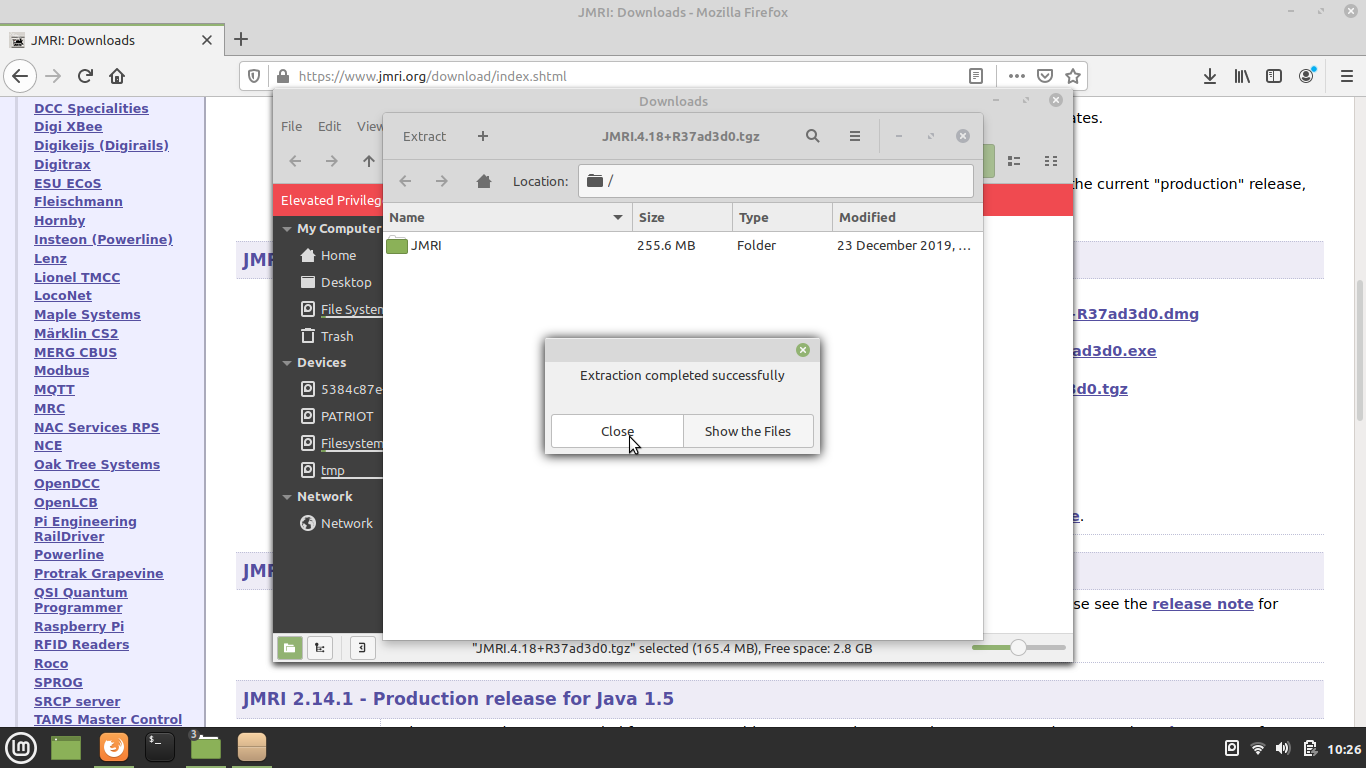 JMRI: Downloads - Mozilla Firefox
JMRI: Downloads
https://www.jmri.org/download/index.shtml
DCC Specialities
Digi XBee
Digikeijs (Digirails)
Digitrax
ESU ECoS
Fleischmann
Hornby
Insteon (Powerline)
Lenz
Lionel TMCC
LocoNet
Maple Systems
Märklin CS2
MERG CBUS
Modbus
MQTT
MRC
NAC Services RPS
NCE
Oak Tree Systems
OpenDCC
OpenLCB
Pi Engineering
RailDriver
Powerline
Protrak Grapevine
QSI Quantum
Programmer
Raspberry Pi
RFID Readers
Roco
SPROG
SRCP server
TAMS Master Control
Downloads
File Edit View
Elevated Privileg
My Computer
Home
Desktop
File System
Trash
Devices
5384c87e
PATRIOT
Filesystem
tmp
Network
Network
"JMRI.4.18+R37ad3d0.tgz" selected (165.4 MB), Free space: 2.8 GB
Extract + JMRI.4.18+R37ad3d0.tgz
Location: /
Name Size Type Modified
JMRI 255.6 MB Folder 23 December 2019, ...
Extraction completed successfully
Close Show the Files
ates.
the current "production" release,
JMR
+R37ad3d0.dmg
ad3d0.exe
3d0.tgz
e.
JMR
se see the release note for
JMRI 2.14.1 - Production release for Java 1.5
3
10:26